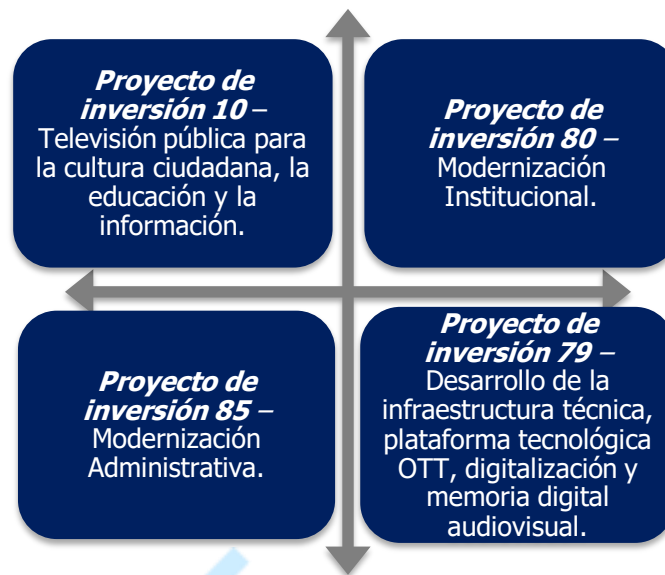 Proyecto de
inversión 10 –
Televisión pública para
la cultura ciudadana, la
educación y la
información.
Proyecto de
inversión 80 –
Modernización
Institucional.
Proyecto de
inversión 85 –
Modernización
Administrativa.
Proyecto de
inversión 79 –
Desarrollo de la
infraestructura técnica,
plataforma tecnológica
OTT, digitalización y
memoria digital
audiovisual.